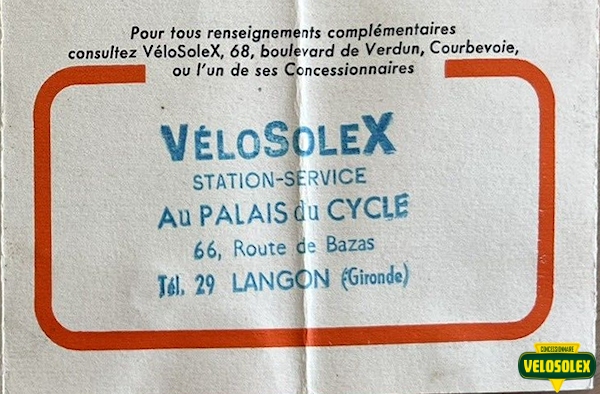 Pour tous renseignements complémentaires
consultez VéloSoleX, 68, boulevard de Verdun, Courbevoie,
ou l'un de ses Concessionnaires
VÉLOSOLEX
STATION-SERVICE
Au PALAIS du CYCLE
66, Route de Bazas
Tél. 29 LANGON (Gironde)
CONCESSIONNAIRE
VELOSOLEX